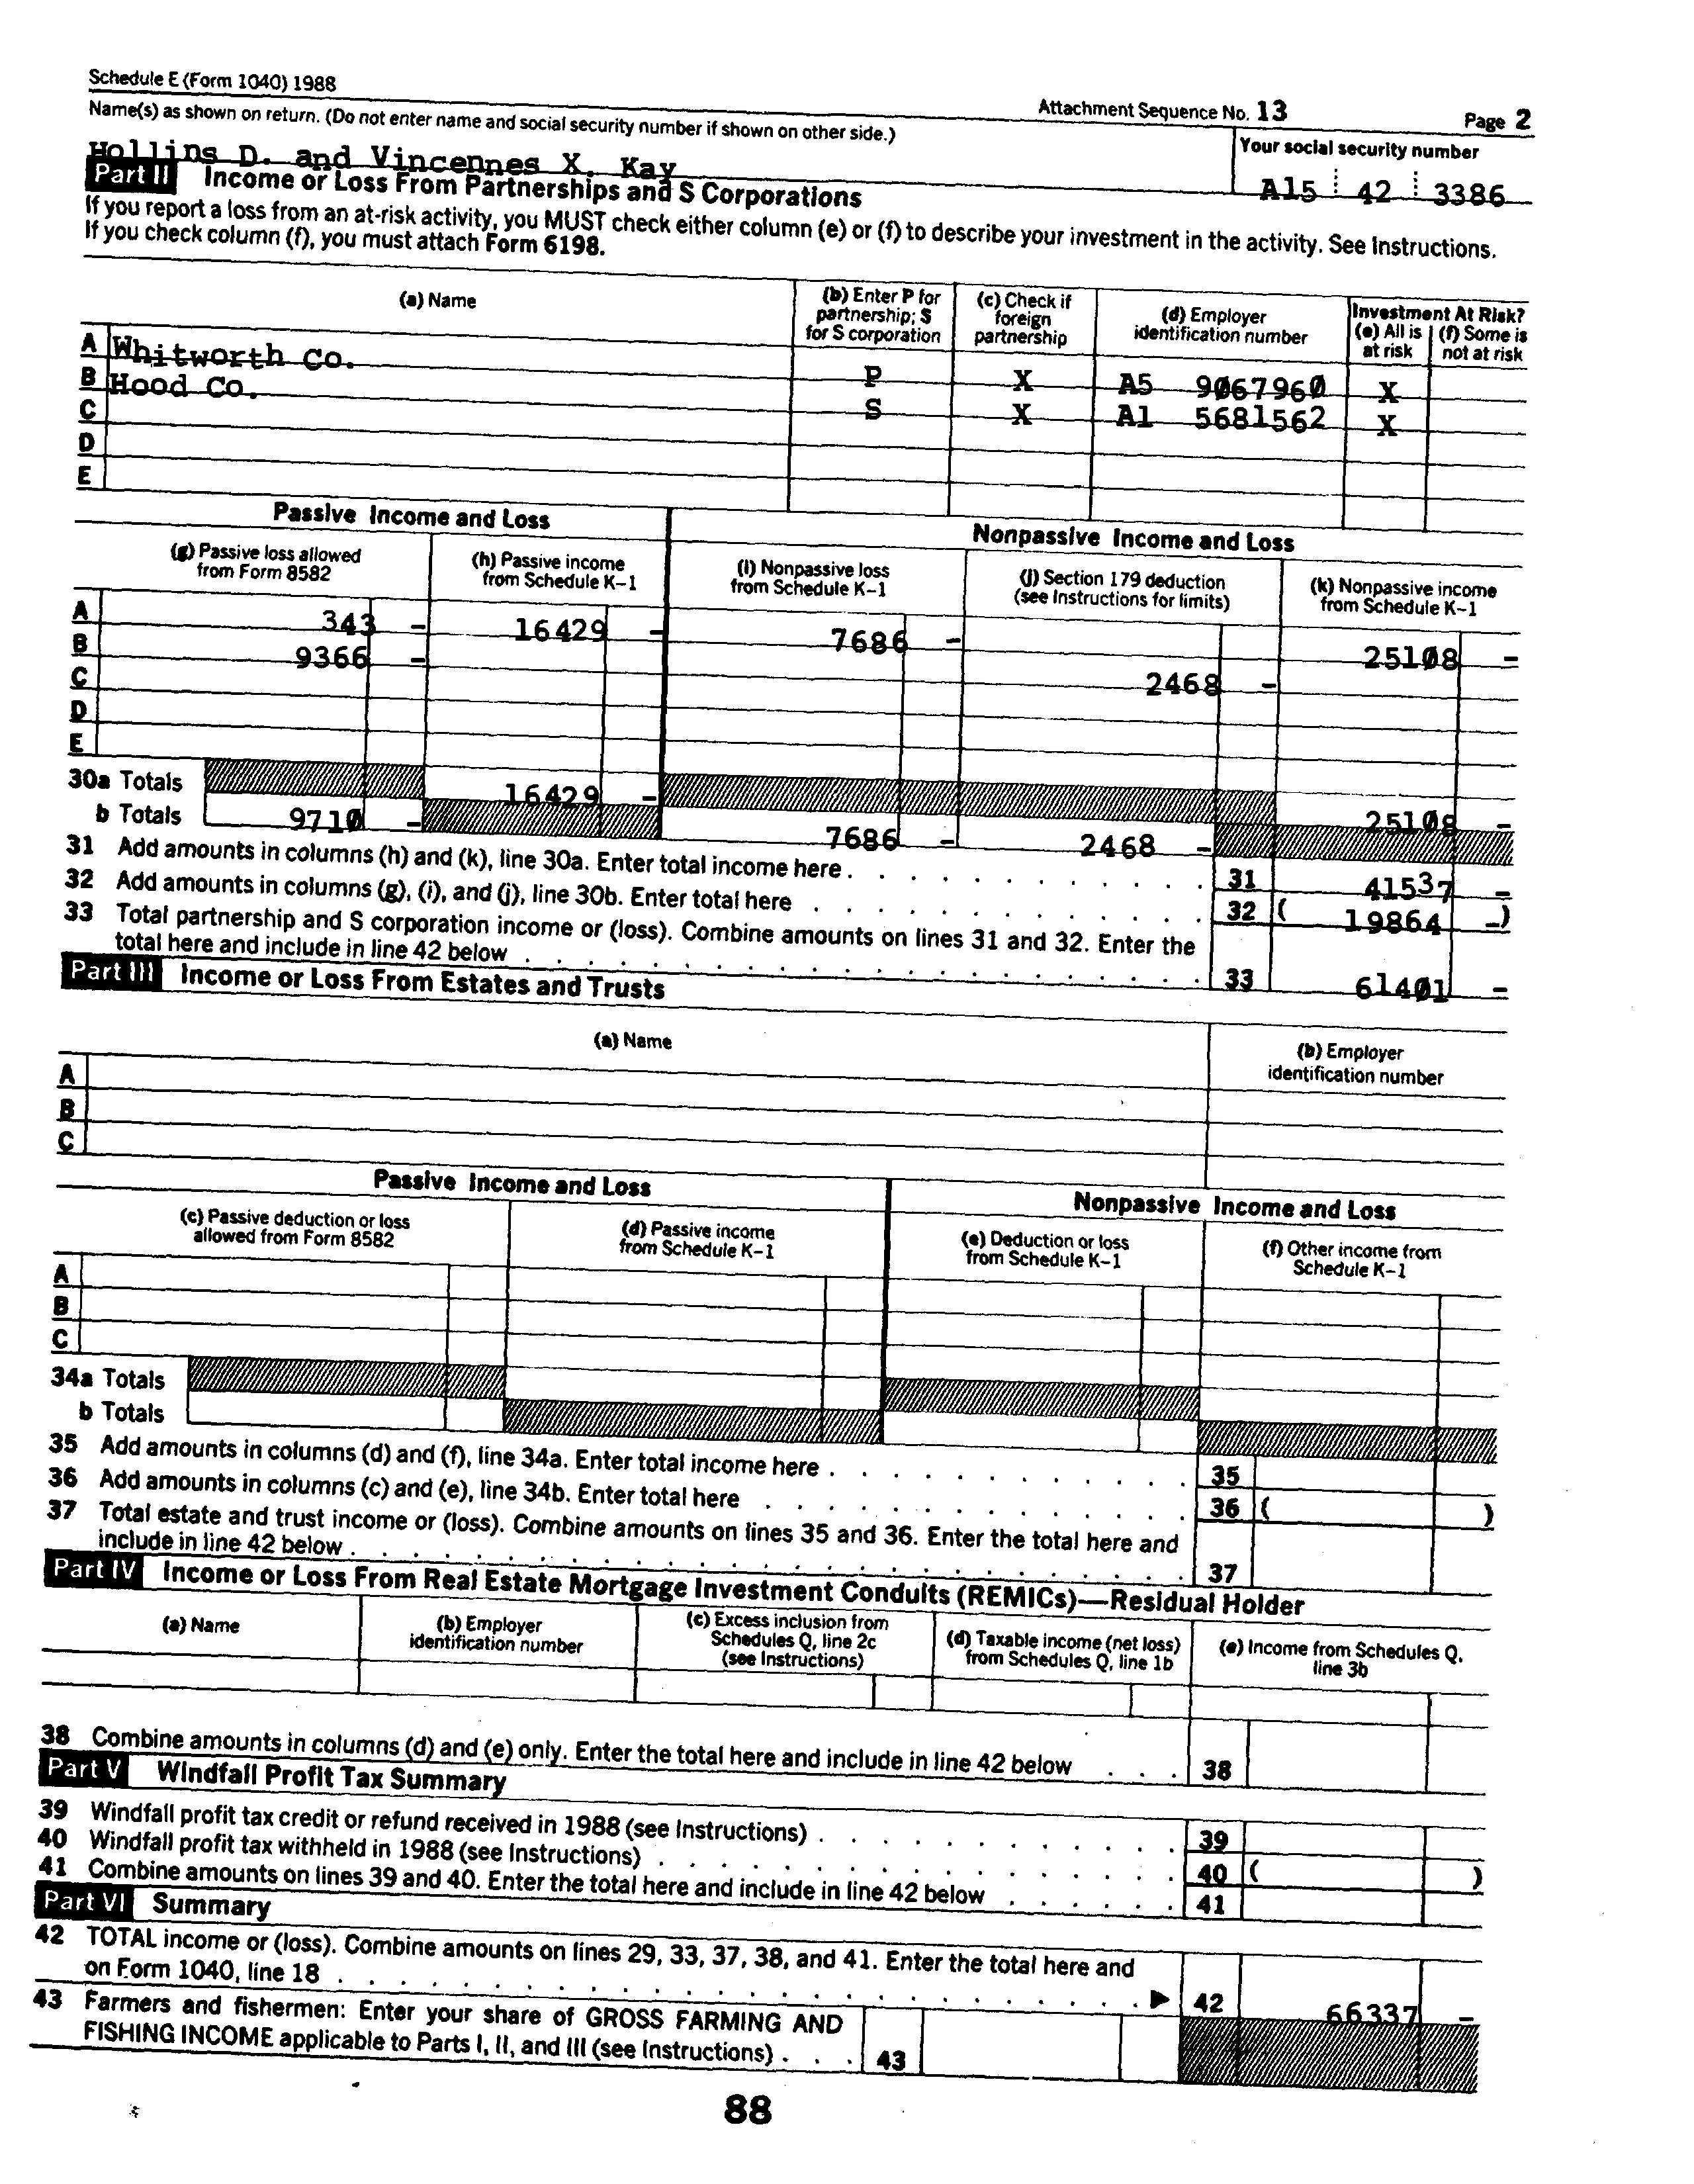 Schedule E (Form 1040) 1988
Attachment Sequence No. 13
Page 2
Name(s) as shown on return. (Do not enter name and social security number if shown on other side.)
Your social security number
Hollins D. and Vincennes X. Kay
A15 42 3386
Part II Income or Loss From Partnerships and S Corporations
If you report a loss from an at-risk activity, you MUST check either column (e) or (f) to describe your investment in the activity. See Instructions.
If you check column (f), you must attach Form 6198.
(a) Name
(b) Enter P for partnership; S for S corporation
(c) Check if foreign partnership
(d) Employer identification number
Investment At Risk?
(e) All is at risk
(f) Some is not at risk
A Whitworth Co. P X A5 9067960 X
B Hood Co. S X A1 5681562 X
C
D
E
Passive Income and Loss
Nonpassive Income and Loss
(g) Passive loss allowed from Form 8582
(h) Passive income from Schedule K-1
(i) Nonpassive loss from Schedule K-1
(j) Section 179 deduction (see Instructions for limits)
(k) Nonpassive income from Schedule K-1
A 343 - 16429 - 7686 - 25108 -
B 9366 - 2468 -
C
D
E
30a Totals 16429 - 25108 -
b Totals 9710 - 7686 - 2468 -
31 Add amounts in columns (h) and (k), line 30a. Enter total income here . . . . . . . . . . . 31 41537 -
32 Add amounts in columns (g), (i), and (j), line 30b. Enter total here . . . . . . . . . . . . 32 ( 19864 -)
33 Total partnership and S corporation income or (loss). Combine amounts on lines 31 and 32. Enter the
total here and include in line 42 below . . . . . . . . . . . . . . . . . . . . . . 33 61401 -
Part III Income or Loss From Estates and Trusts
(a) Name
(b) Employer identification number
A
B
C
Passive Income and Loss
Nonpassive Income and Loss
(c) Passive deduction or loss allowed from Form 8582
(d) Passive income from Schedule K-1
(e) Deduction or loss from Schedule K-1
(f) Other income from Schedule K-1
A
B
C
34a Totals
b Totals
35 Add amounts in columns (d) and (f), line 34a. Enter total income here . . . . . . . . . . . 35
36 Add amounts in columns (c) and (e), line 34b. Enter total here . . . . . . . . . . . . . 36 ( )
37 Total estate and trust income or (loss). Combine amounts on lines 35 and 36. Enter the total here and
include in line 42 below . . . . . . . . . . . . . . . . . . . . . . . . . . 37
Part IV Income or Loss From Real Estate Mortgage Investment Conduits (REMICs)—Residual Holder
(a) Name
(b) Employer identification number
(c) Excess inclusion from Schedules Q, line 2c (see Instructions)
(d) Taxable income (net loss) from Schedules Q, line 1b
(e) Income from Schedules Q, line 3b
38 Combine amounts in columns (d) and (e) only. Enter the total here and include in line 42 below . . . 38
Part V Windfall Profit Tax Summary
39 Windfall profit tax credit or refund received in 1988 (see Instructions) . . . . . . . . . . . 39
40 Windfall profit tax withheld in 1988 (see Instructions) . . . . . . . . . . . . . . . . 40 ( )
41 Combine amounts on lines 39 and 40. Enter the total here and include in line 42 below . . . . . . 41
Part VI Summary
42 TOTAL income or (loss). Combine amounts on lines 29, 33, 37, 38, and 41. Enter the total here and
on Form 1040, line 18 . . . . . . . . . . . . . . . . . . . . . . . . . ▶ 42 66337 -
43 Farmers and fishermen: Enter your share of GROSS FARMING AND
FISHING INCOME applicable to Parts I, II, and III (see Instructions) . . . 43
88